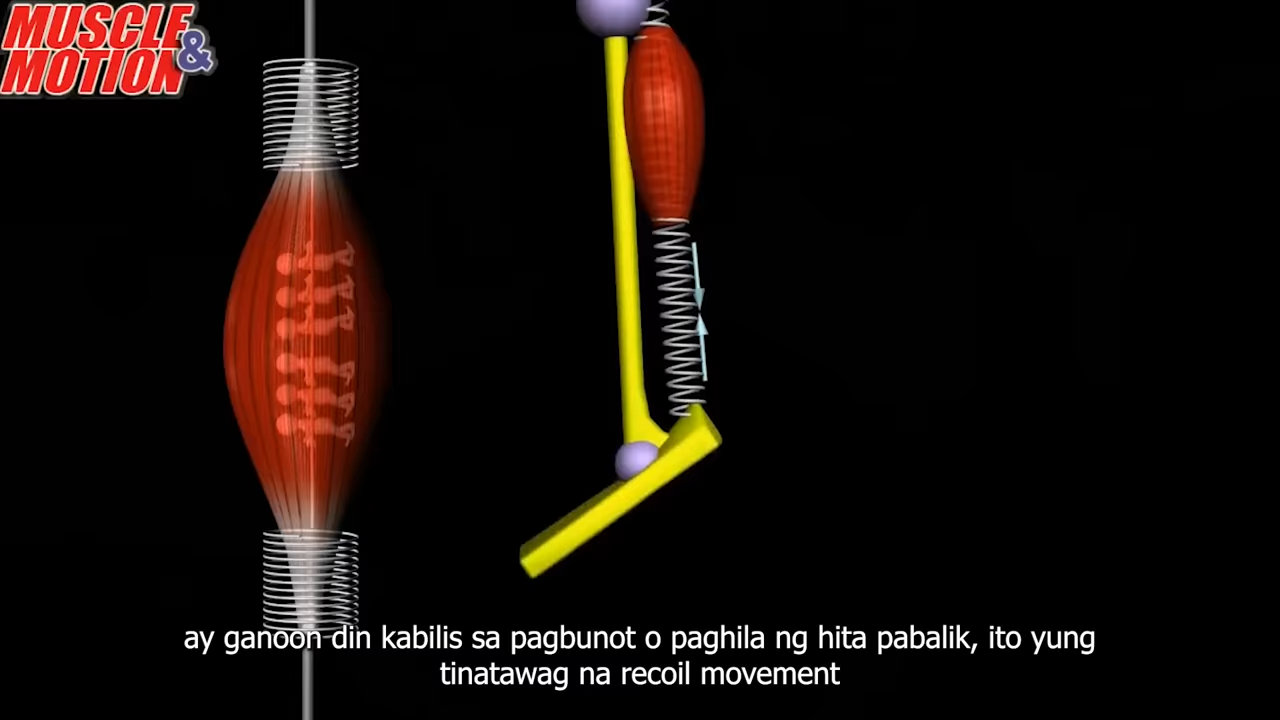 MUSCLE &
MOTION
ay ganoon din kabilis sa pagbunot o paghila ng hita pabalik, ito yung
tinatawag na recoil movement